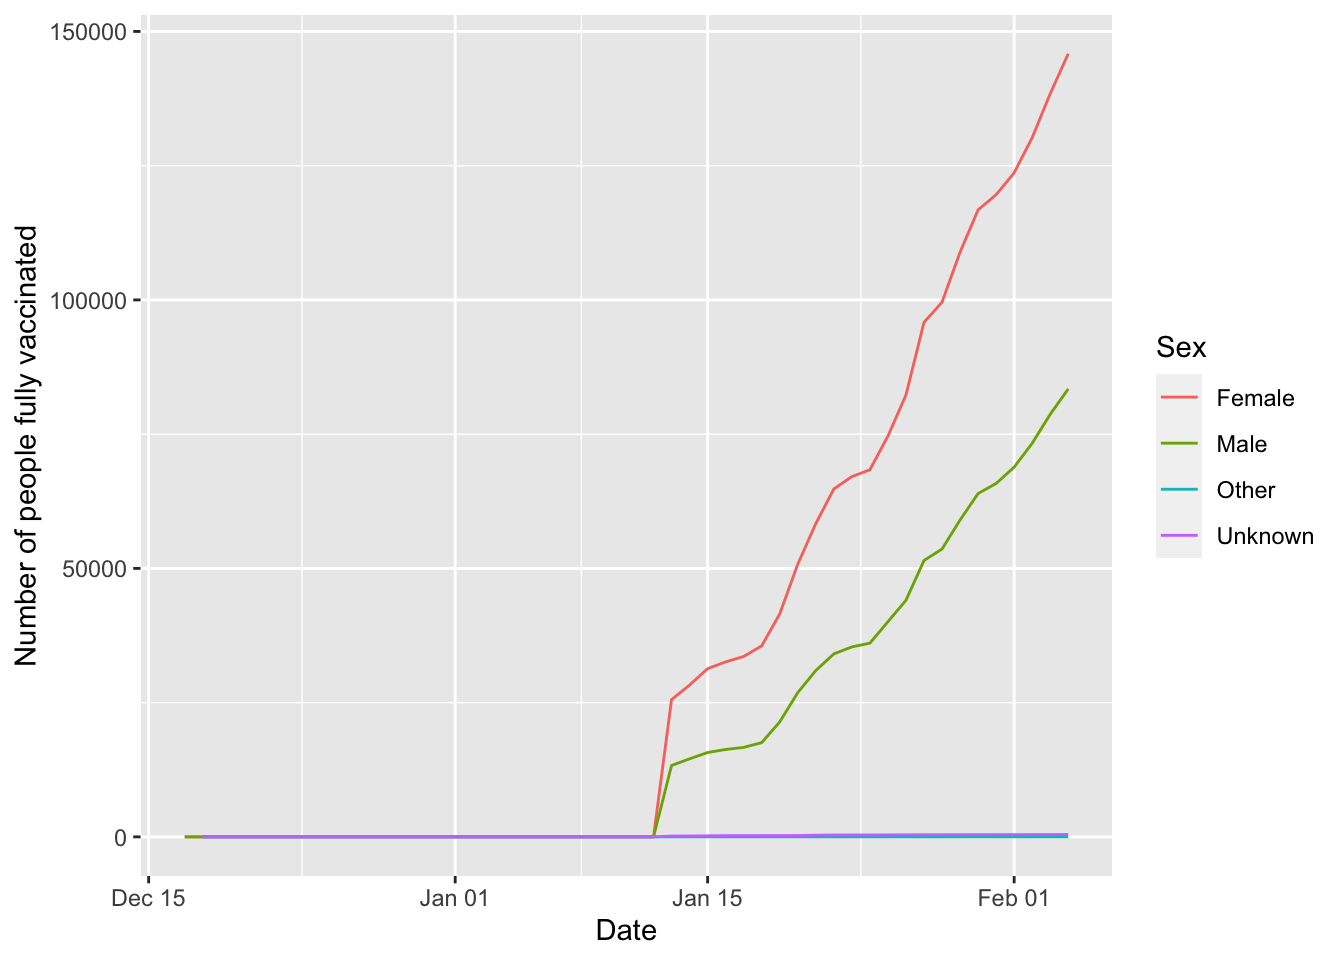 150000
100000
50000
0
Number of people fully vaccinated
Dec 15
Jan 01
Jan 15
Feb 01
Date
Sex
Female
Male
Other
Unknown